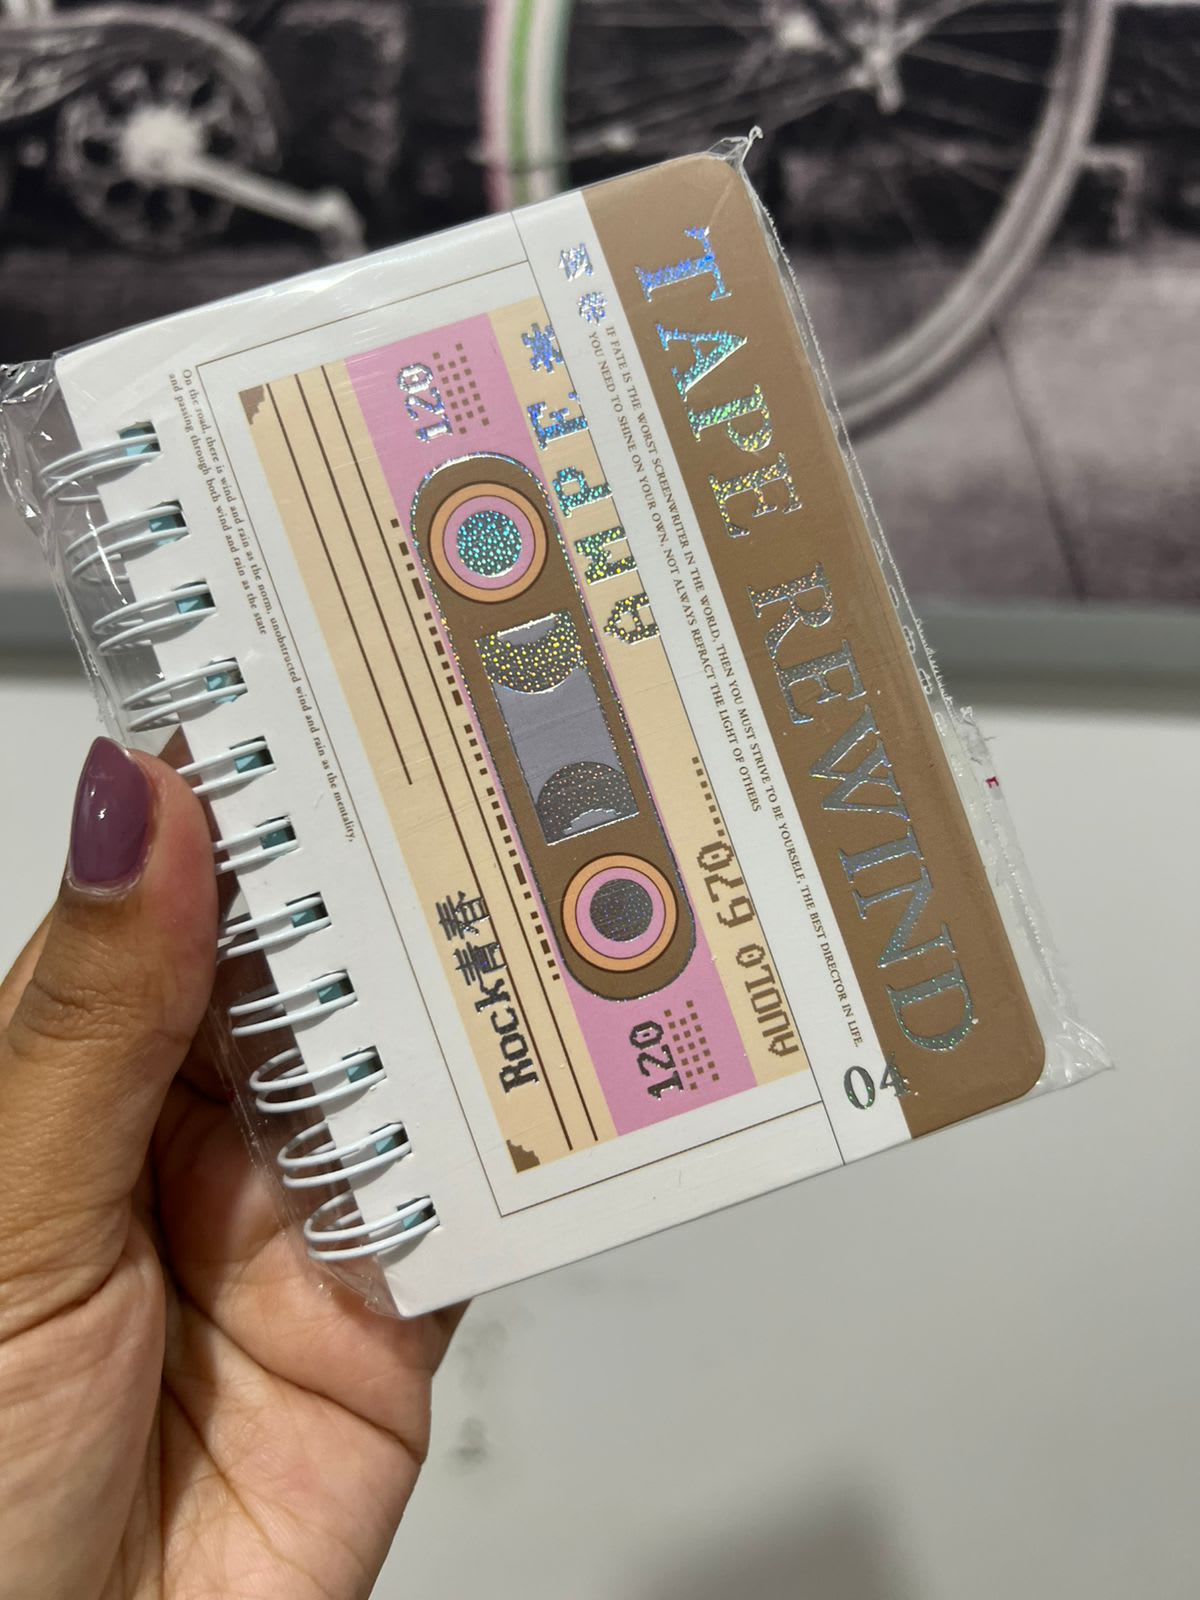 TAPE REWIND
04
IF FATE IS THE WORST SCREENWRITER IN THE WORLD, THEN YOU MUST STRIVE TO BE YOURSELF, THE BEST DIRECTOR IN LIFE.
YOU NEED TO SHINE ON YOUR OWN, NOT ALWAYS REFRACT THE LIGHT OF OTHERS
AUDLO 670
120
120
ROCK青春
On the road, there is wind and rain as the norm, unobstructed wind and rain as the mentality,
and passing through both wind and rain as the state